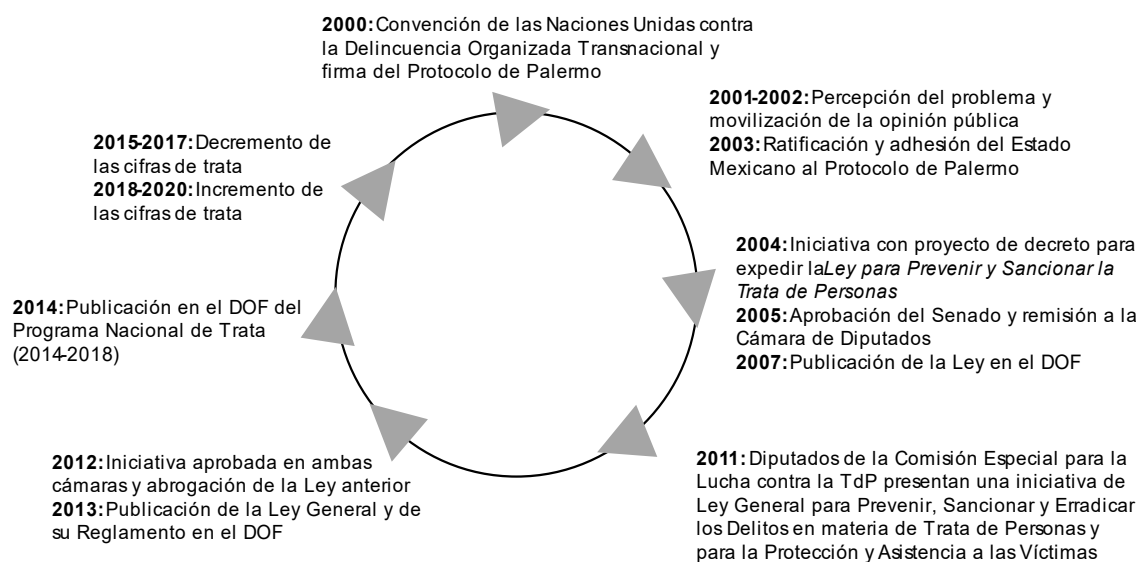 2000: Convención de las Naciones Unidas contra
la Delincuencia Organizada Transnacional y
firma del Protocolo de Palermo
2001-2002: Percepción del problema y
movilización de la opinión pública
2003: Ratificación y adhesión del Estado
Mexicano al Protocolo de Palermo
2004: Iniciativa con proyecto de decreto para
expedir la Ley para Prevenir y Sancionar la
Trata de Personas
2005: Aprobación del Senado y remisión a la
Cámara de Diputados
2007: Publicación de la Ley en el DOF
2011: Diputados de la Comisión Especial para la
Lucha contra la TdP presentan una iniciativa de
Ley General para Prevenir, Sancionar y Erradicar
los Delitos en materia de Trata de Personas y
para la Protección y Asistencia a las Víctimas
2012: Iniciativa aprobada en ambas
cámaras y abrogación de la Ley anterior
2013: Publicación de la Ley General y de
su Reglamento en el DOF
2014: Publicación en el DOF del
Programa Nacional de Trata
(2014-2018)
2015-2017: Decremento de
las cifras de trata
2018-2020: Incremento de
las cifras de trata